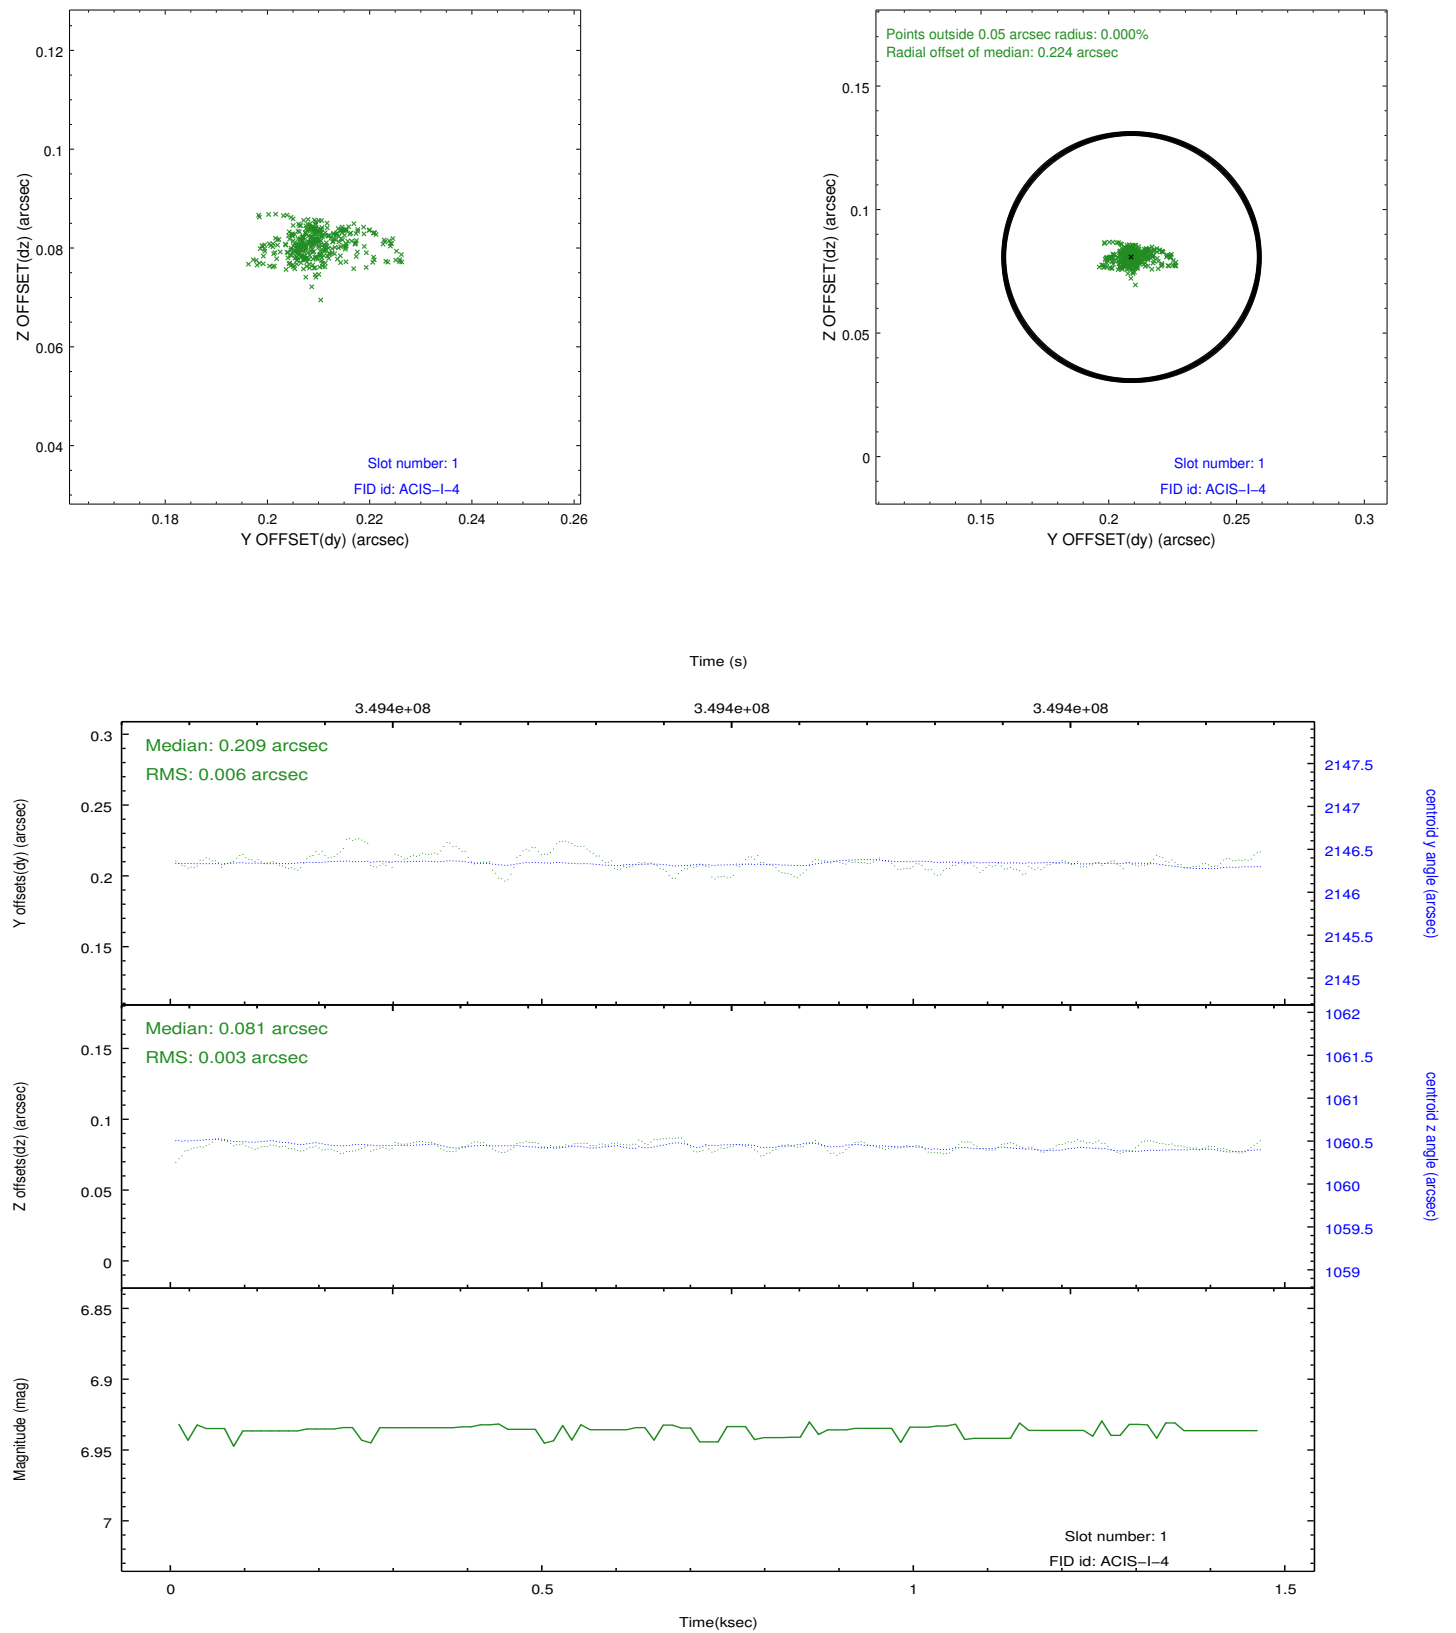 0.12
0.1
0.08
0.06
0.04
Z OFFSET(dz) (arcsec)
Slot number: 1
FID id: ACIS−I−4
0.18
0.2
0.22
0.24
0.26
Y OFFSET(dy) (arcsec)
Points outside 0.05 arcsec radius: 0.000%
Radial offset of median: 0.224 arcsec
0.15
0.1
0.05
0
Z OFFSET(dz) (arcsec)
Slot number: 1
FID id: ACIS−I−4
0.15
0.2
0.25
0.3
Y OFFSET(dy) (arcsec)
Time (s)
3.494e+08
3.494e+08
3.494e+08
Median: 0.209 arcsec
RMS: 0.006 arcsec
0.3
0.25
0.2
0.15
Y offsets(dy) (arcsec)
2147.5
2147
2146.5
2146
2145.5
2145
centroid y angle (arcsec)
Median: 0.081 arcsec
RMS: 0.003 arcsec
0.15
0.1
0.05
0
Z offsets(dz) (arcsec)
1062
1061.5
1061
1060.5
1060
1059.5
1059
centroid z angle (arcsec)
6.85
6.9
6.95
7
Magnitude (mag)
Slot number: 1
FID id: ACIS−I−4
0
0.5
1
1.5
Time(ksec)